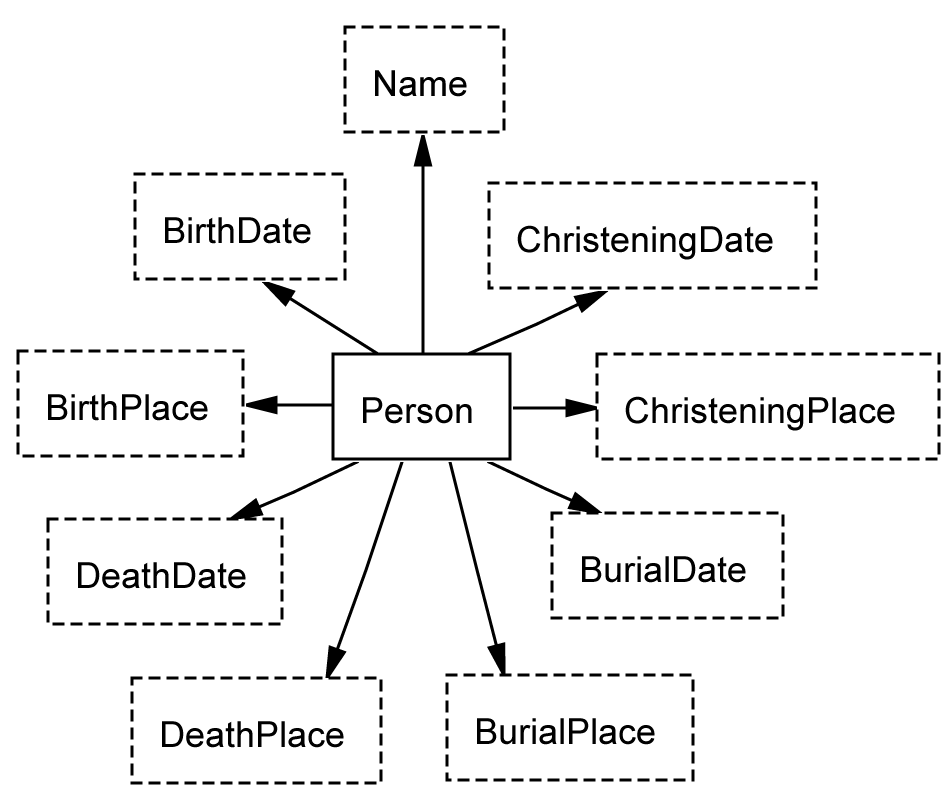 Name
BirthDate
ChristeningDate
BirthPlace
Person
ChristeningPlace
DeathDate
BurialDate
DeathPlace
BurialPlace